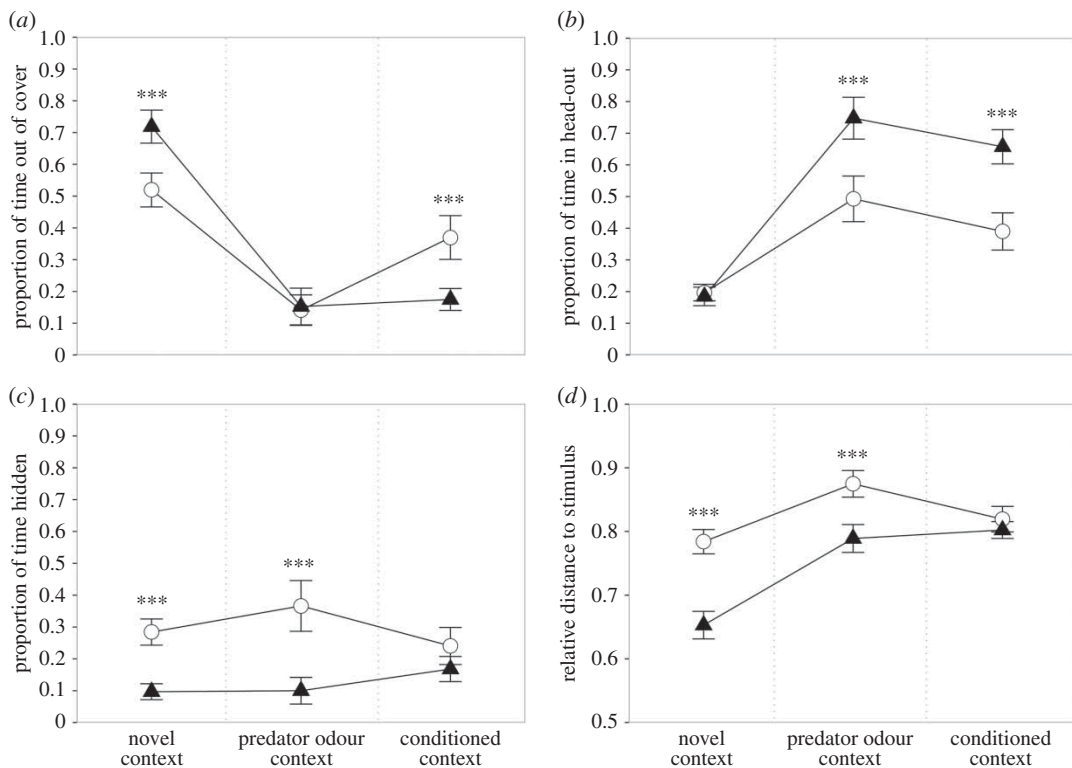 (a)
1.0
0.9
0.8
0.7
0.6
0.5
0.4
0.3
0.2
0.1
0
proportion of time out of cover
***
***
(b)
1.0
0.9
0.8
0.7
0.6
0.5
0.4
0.3
0.2
0.1
0
proportion of time in head-out
***
***
(c)
1.0
0.9
0.8
0.7
0.6
0.5
0.4
0.3
0.2
0.1
0
proportion of time hidden
***
***
novel
context
predator odour
context
conditioned
context
(d)
1.0
0.9
0.8
0.7
0.6
0.5
relative distance to stimulus
***
***
novel
context
predator odour
context
conditioned
context